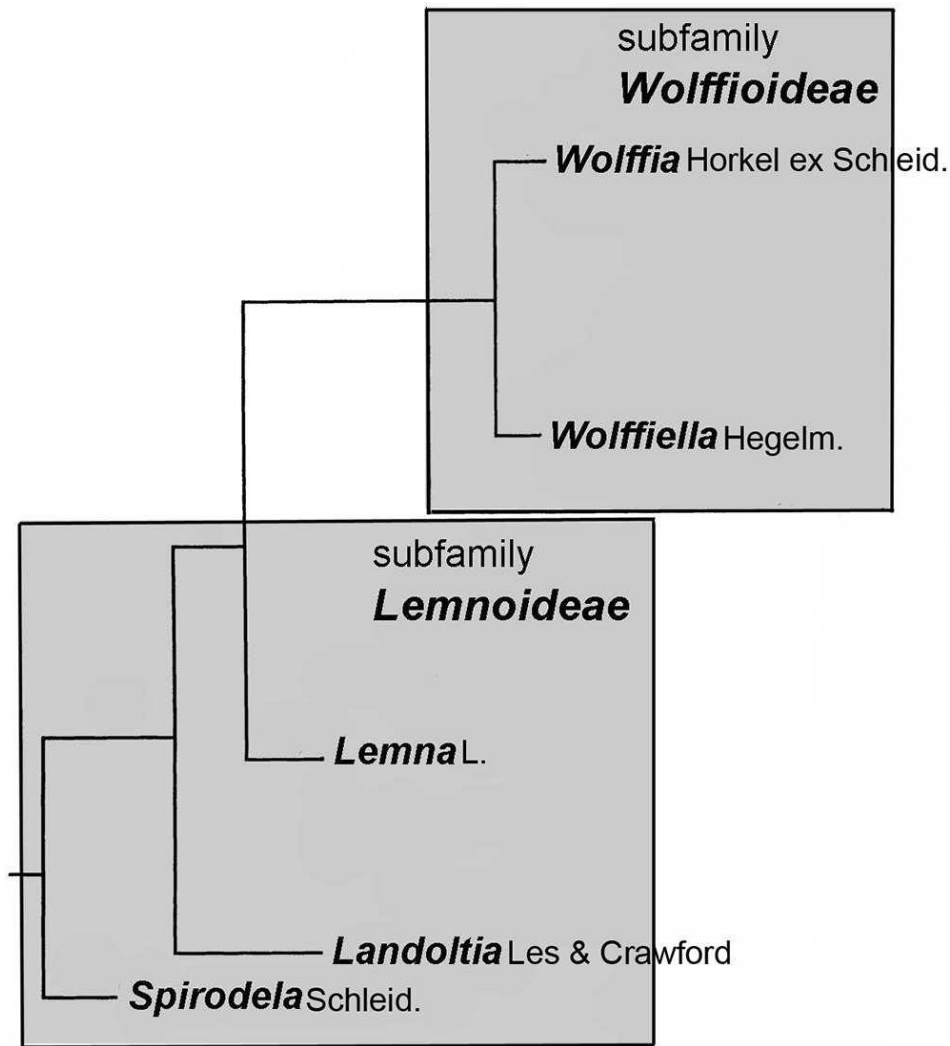 subfamily
Wolffioideae
Wolffia Horkel ex Schleid.
Wolffiella Hegelm.
subfamily
Lemnoideae
Lemna L.
Landoltia Les & Crawford
Spirodela Schleid.